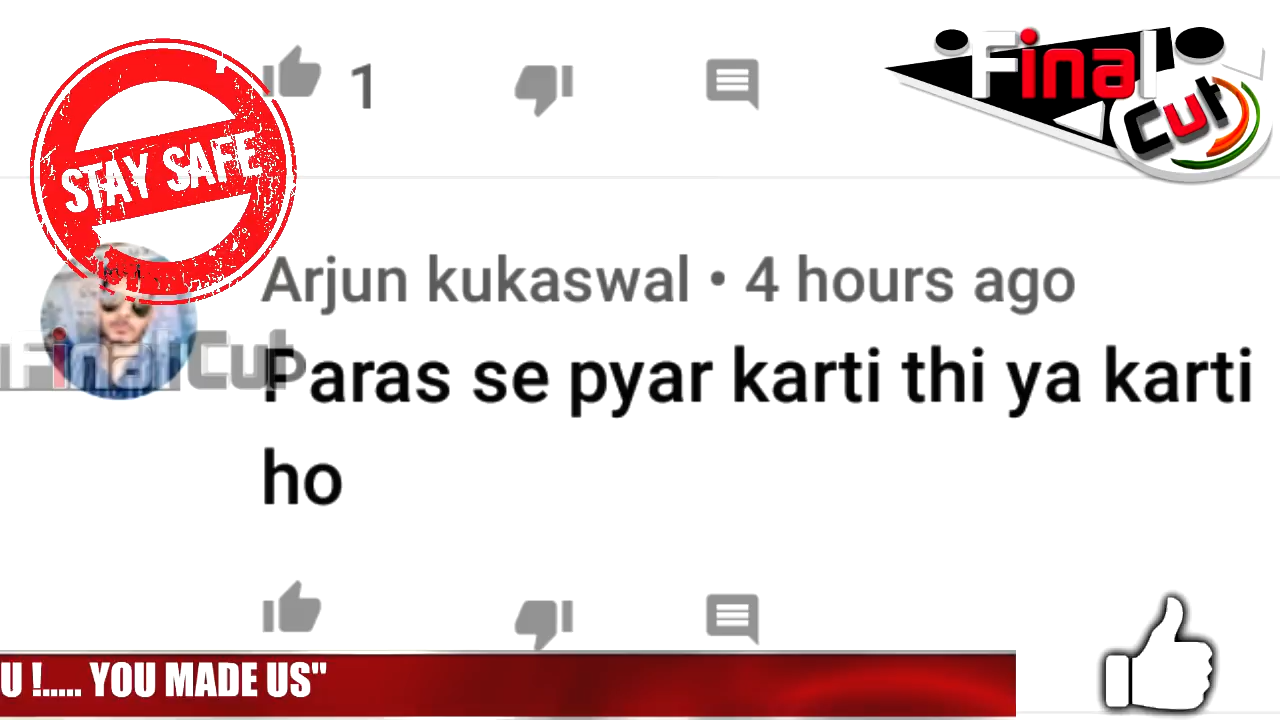 1
Final
Cut
STAY SAFE
Arjun kukaswal • 4 hours ago
Final Cut
Paras se pyar karti thi ya karti
ho
U !..... YOU MADE US"